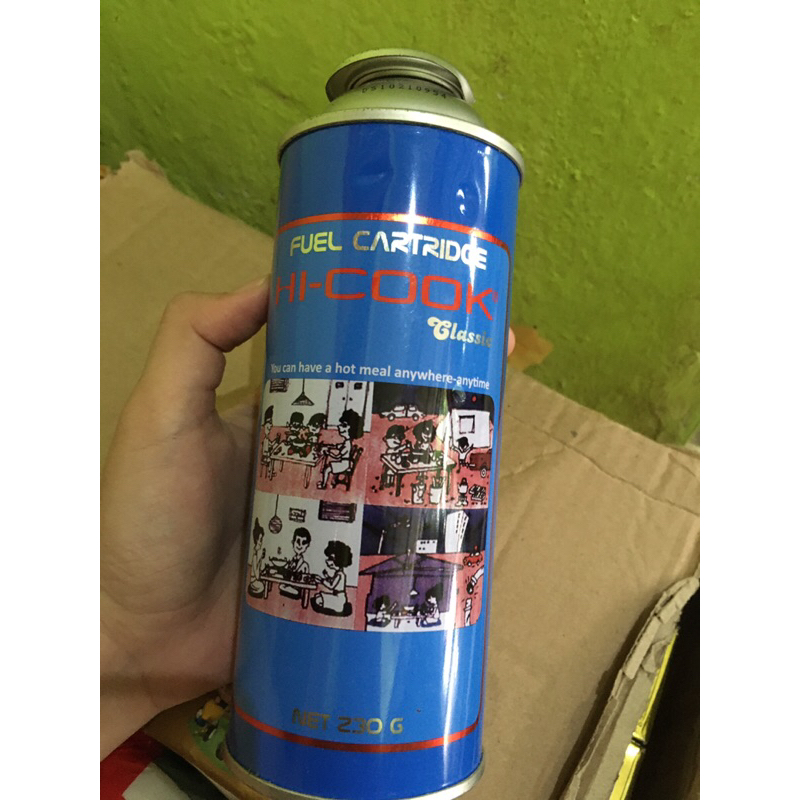 FUEL CARTRIDGE
HI-COOK
Classic
You can have a hot meal anywhere-anytime
NET 230 G